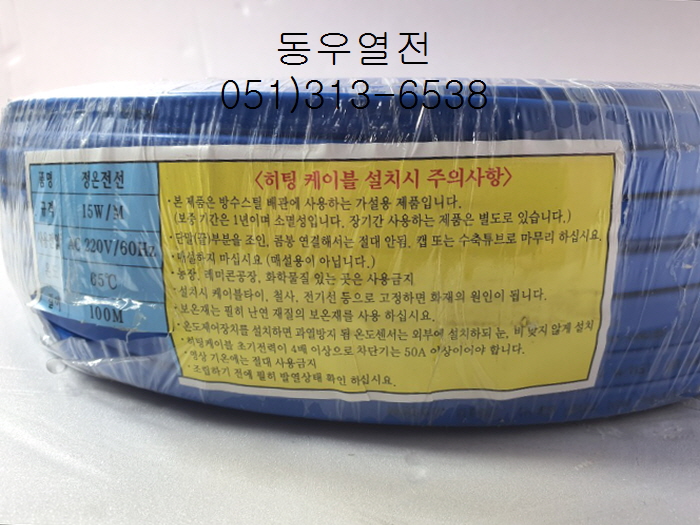 동우열전
051)313-6538
품명 정온전선
규격 15W/M
AC 220V/60Hz
65℃
100M
<히팅 케이블 설치시 주의사항>
· 본 제품은 방수스틸 배관에 사용하는 가설용 제품입니다.
(보증기간은 1년이며 소멸성입니다. 장기간 사용하는 제품은 별도로 있습니다.)
· 단말(끝)부분을 조인, 콤봉 연결해서는 절대 안됨. 캡 또는 수축튜브로 마무리 하십시요.
· 매설하지 마십시요 (매설용이 아닙니다.)
· 농장, 레미콘공장, 화학물질 있는 곳은 사용금지
· 설치시 케이블타이, 철사, 전기선 등으로 고정하면 화재의 원인이 됩니다.
· 보온재는 필히 난연 재질의 보온재를 사용 하십시요.
· 온도제어장치를 설치하면 과열방지 됨 온도센서는 외부에 설치하되 눈, 비 맞지 않게 설치
· 히팅케이블 초기전력이 4배 이상으로 차단기는 50A 이상이이야 합니다.
· 영상 기온에는 절대 사용금지
· 조립하기 전에 필히 발열상태 확인 하십시요.